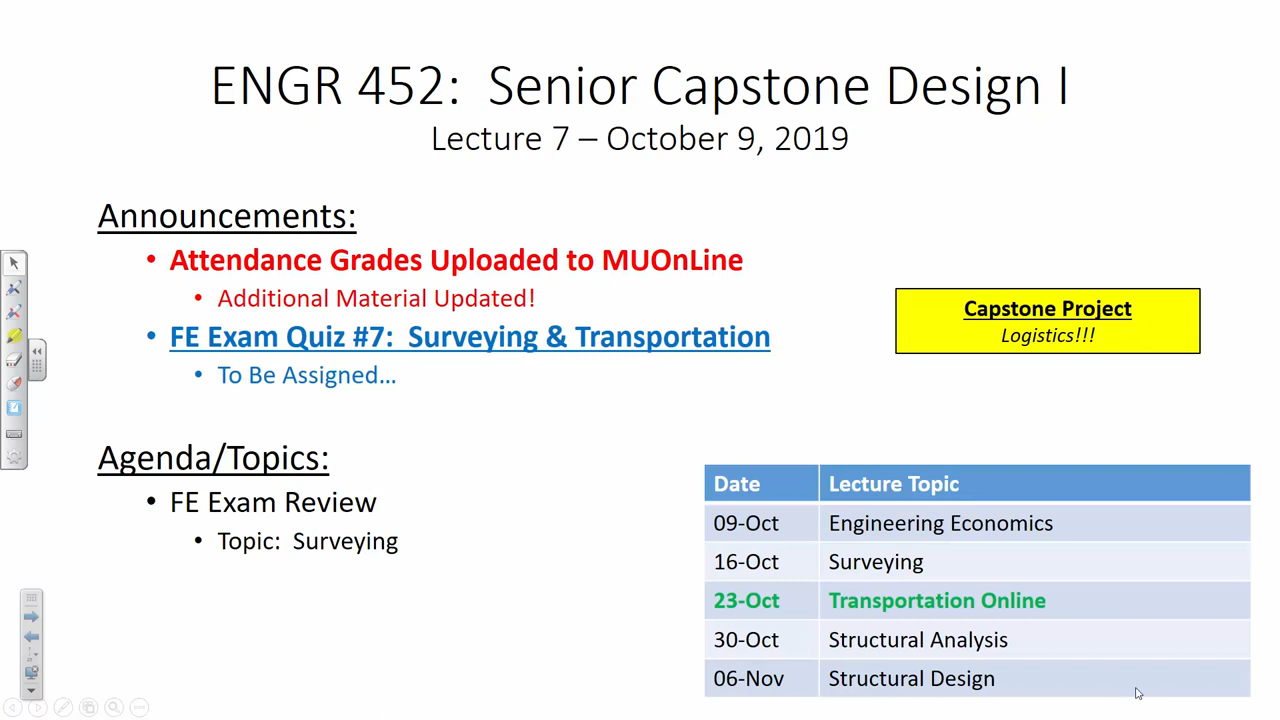 ENGR 452:  Senior Capstone Design I
Lecture 7 – October 9, 2019
Announcements:
• Attendance Grades Uploaded to MUOnLine
• Additional Material Updated!
• FE Exam Quiz #7:  Surveying & Transportation
• To Be Assigned…
Capstone Project
Logistics!!!
Agenda/Topics:
• FE Exam Review
• Topic:  Surveying
Date Lecture Topic
09-Oct Engineering Economics
16-Oct Surveying
23-Oct Transportation Online
30-Oct Structural Analysis
06-Nov Structural Design